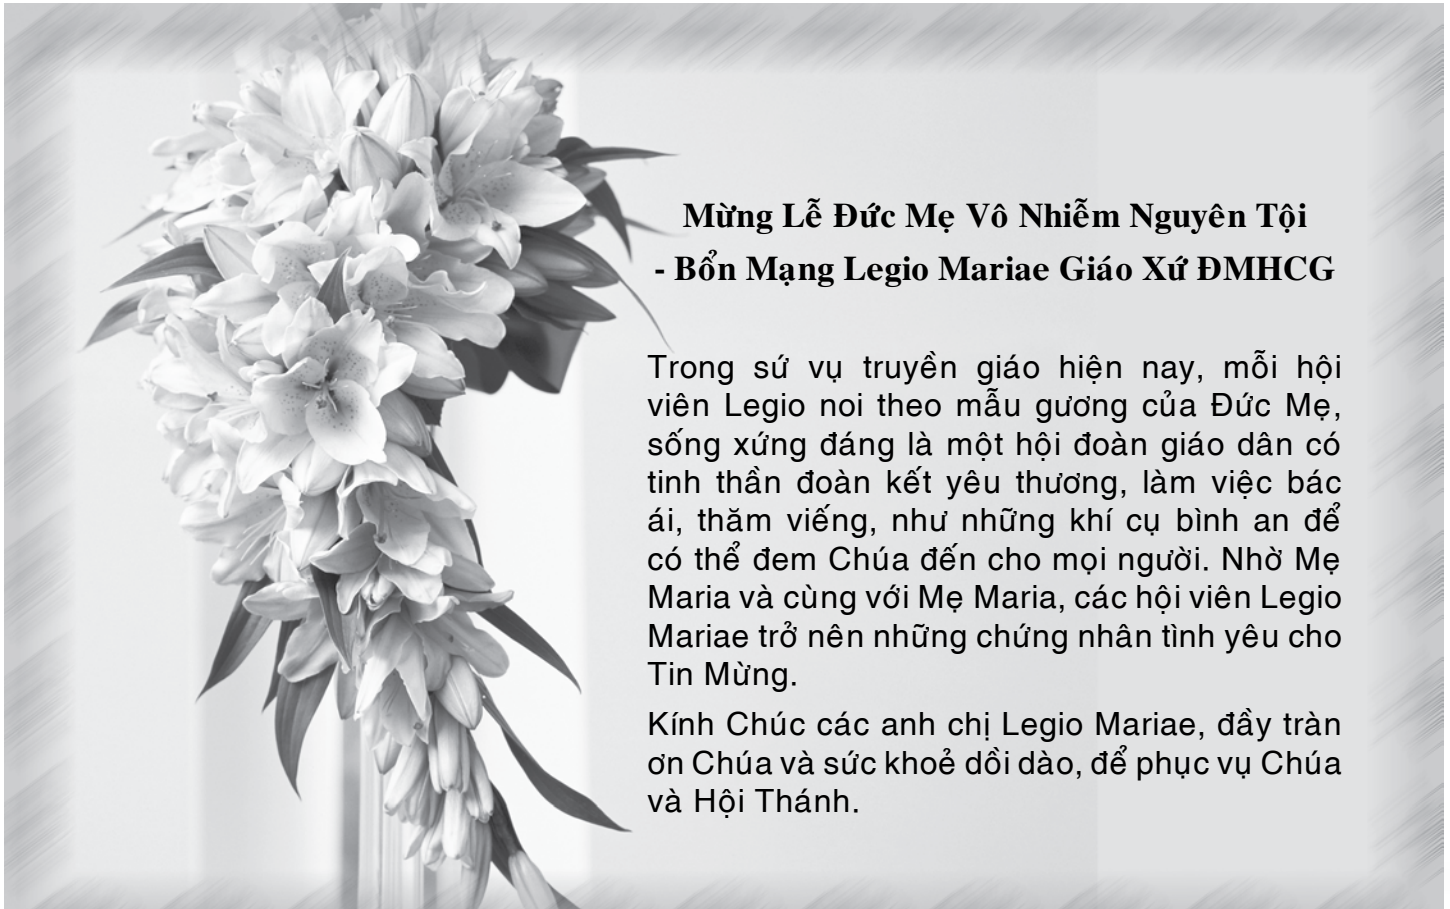 Mừng Lễ Đức Mẹ Vô Nhiễm Nguyên Tội
- Bổn Mạng Legio Mariae Giáo Xứ ĐMHCG
Trong sứ vụ truyền giáo hiện nay, mỗi hội
viên Legio noi theo mẫu gương của Đức Mẹ,
sống xứng đáng là một hội đoàn giáo dân có
tinh thần đoàn kết yêu thương, làm việc bác
ái, thăm viếng, như những khí cụ bình an để
có thể đem Chúa đến cho mọi người. Nhờ Mẹ
Maria và cùng với Mẹ Maria, các hội viên Legio
Mariae trở nên những chứng nhân tình yêu cho
Tin Mừng.
Kính Chúc các anh chị Legio Mariae, đầy tràn
ơn Chúa và sức khoẻ dồi dào, để phục vụ Chúa
và Hội Thánh.